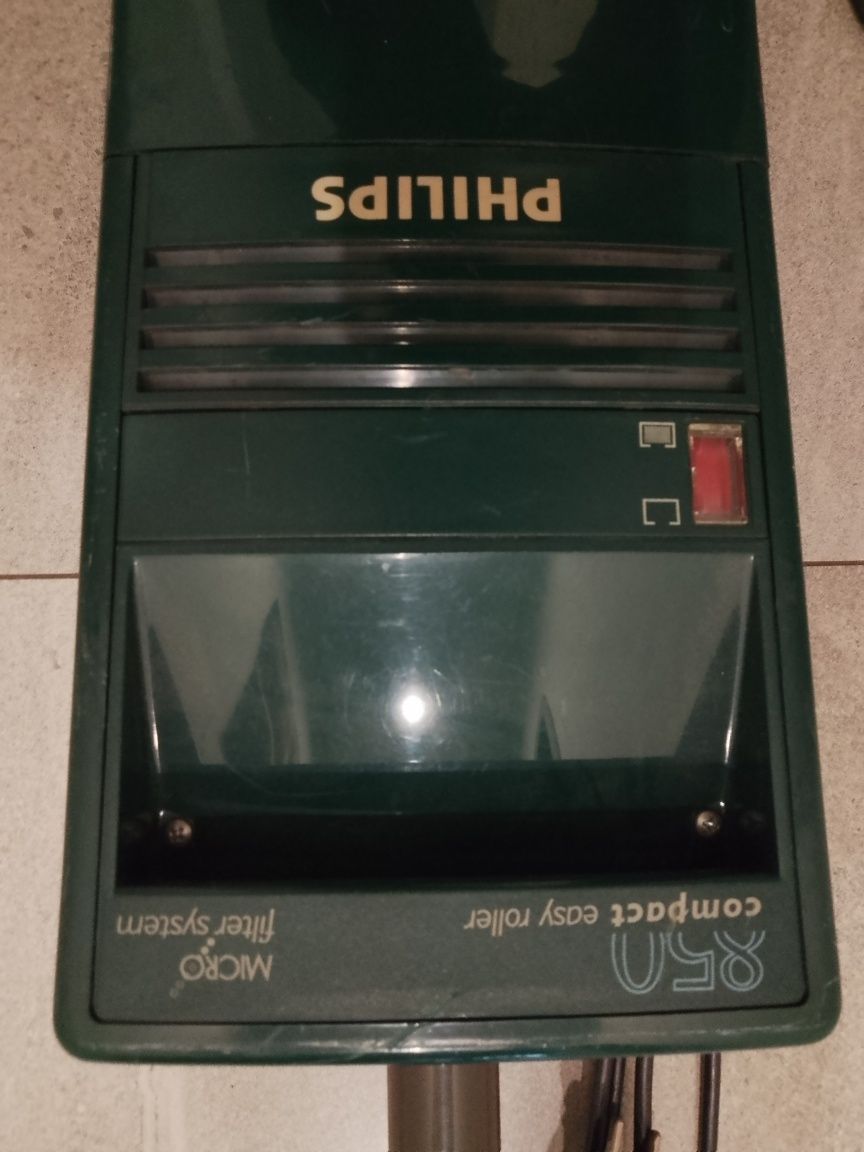 850
compact easy roller
MICRO
filter system
PHILIPS